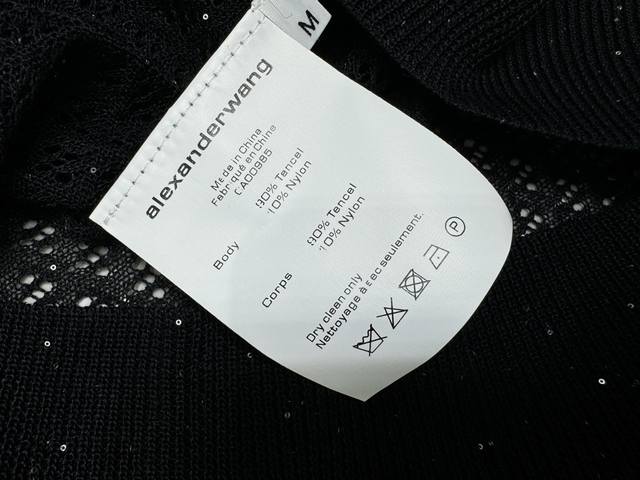 M
alexanderwang
Made in China
Fabriqué en Chine
CA00985
Body
90% Tencel
10% Nylon
Corps
90% Tencel
10% Nylon
Dry clean only
Nettoyage à sec seulement.
P